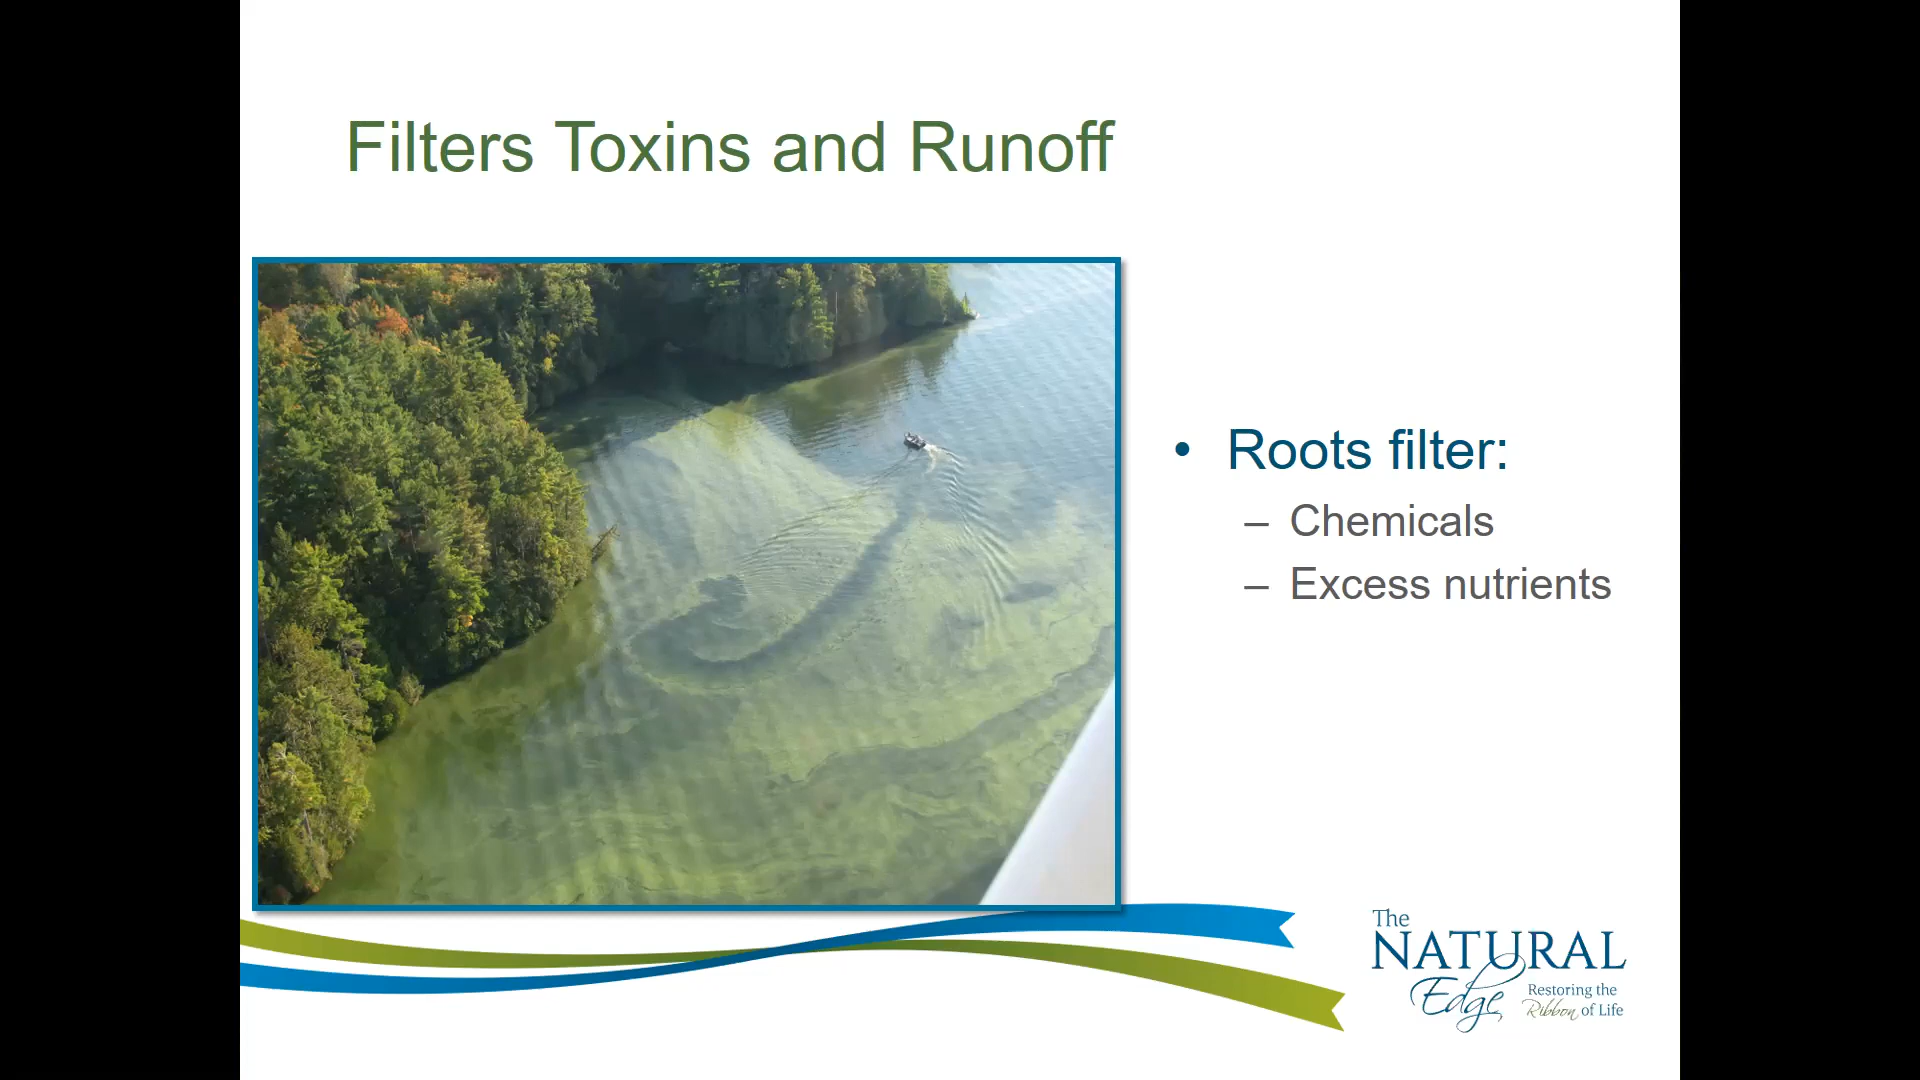 Filters Toxins and Runoff
• Roots filter:
– Chemicals
– Excess nutrients
The
NATURAL
Edge
Restoring the
Ribbon of Life